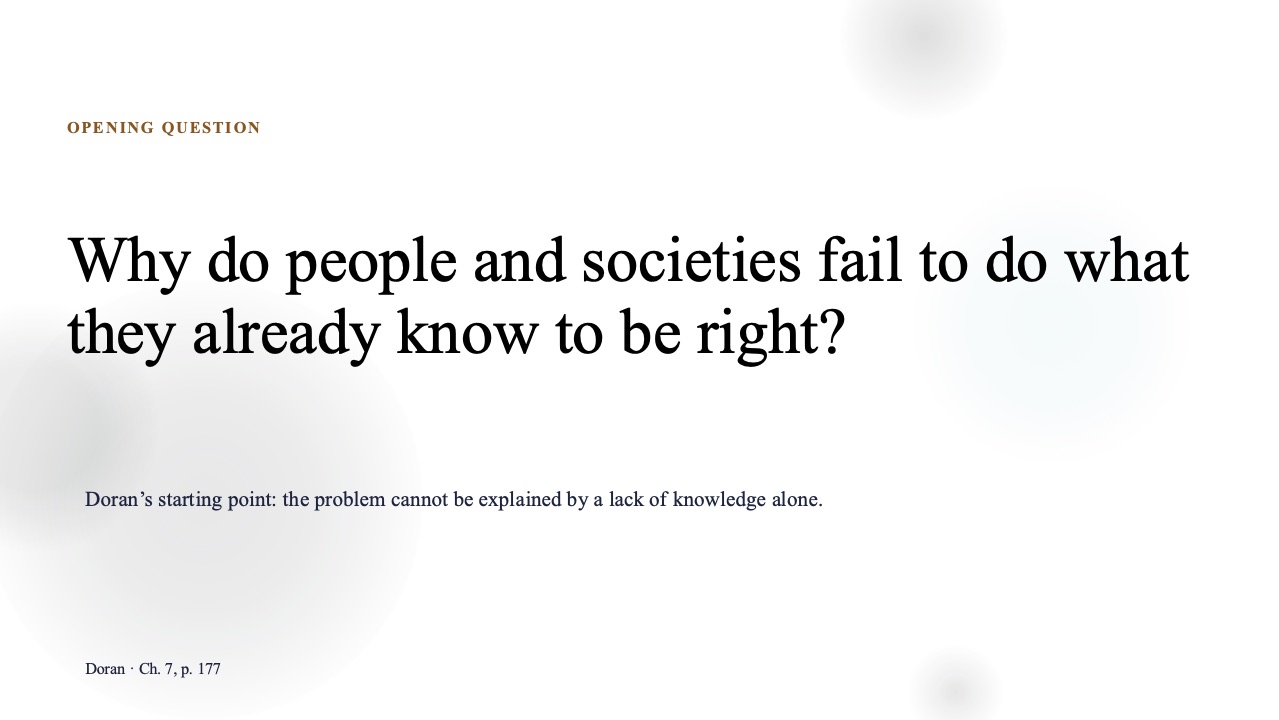 OPENING QUESTION
Why do people and societies fail to do what
they already know to be right?
Doran’s starting point: the problem cannot be explained by a lack of knowledge alone.
Doran · Ch. 7, p. 177